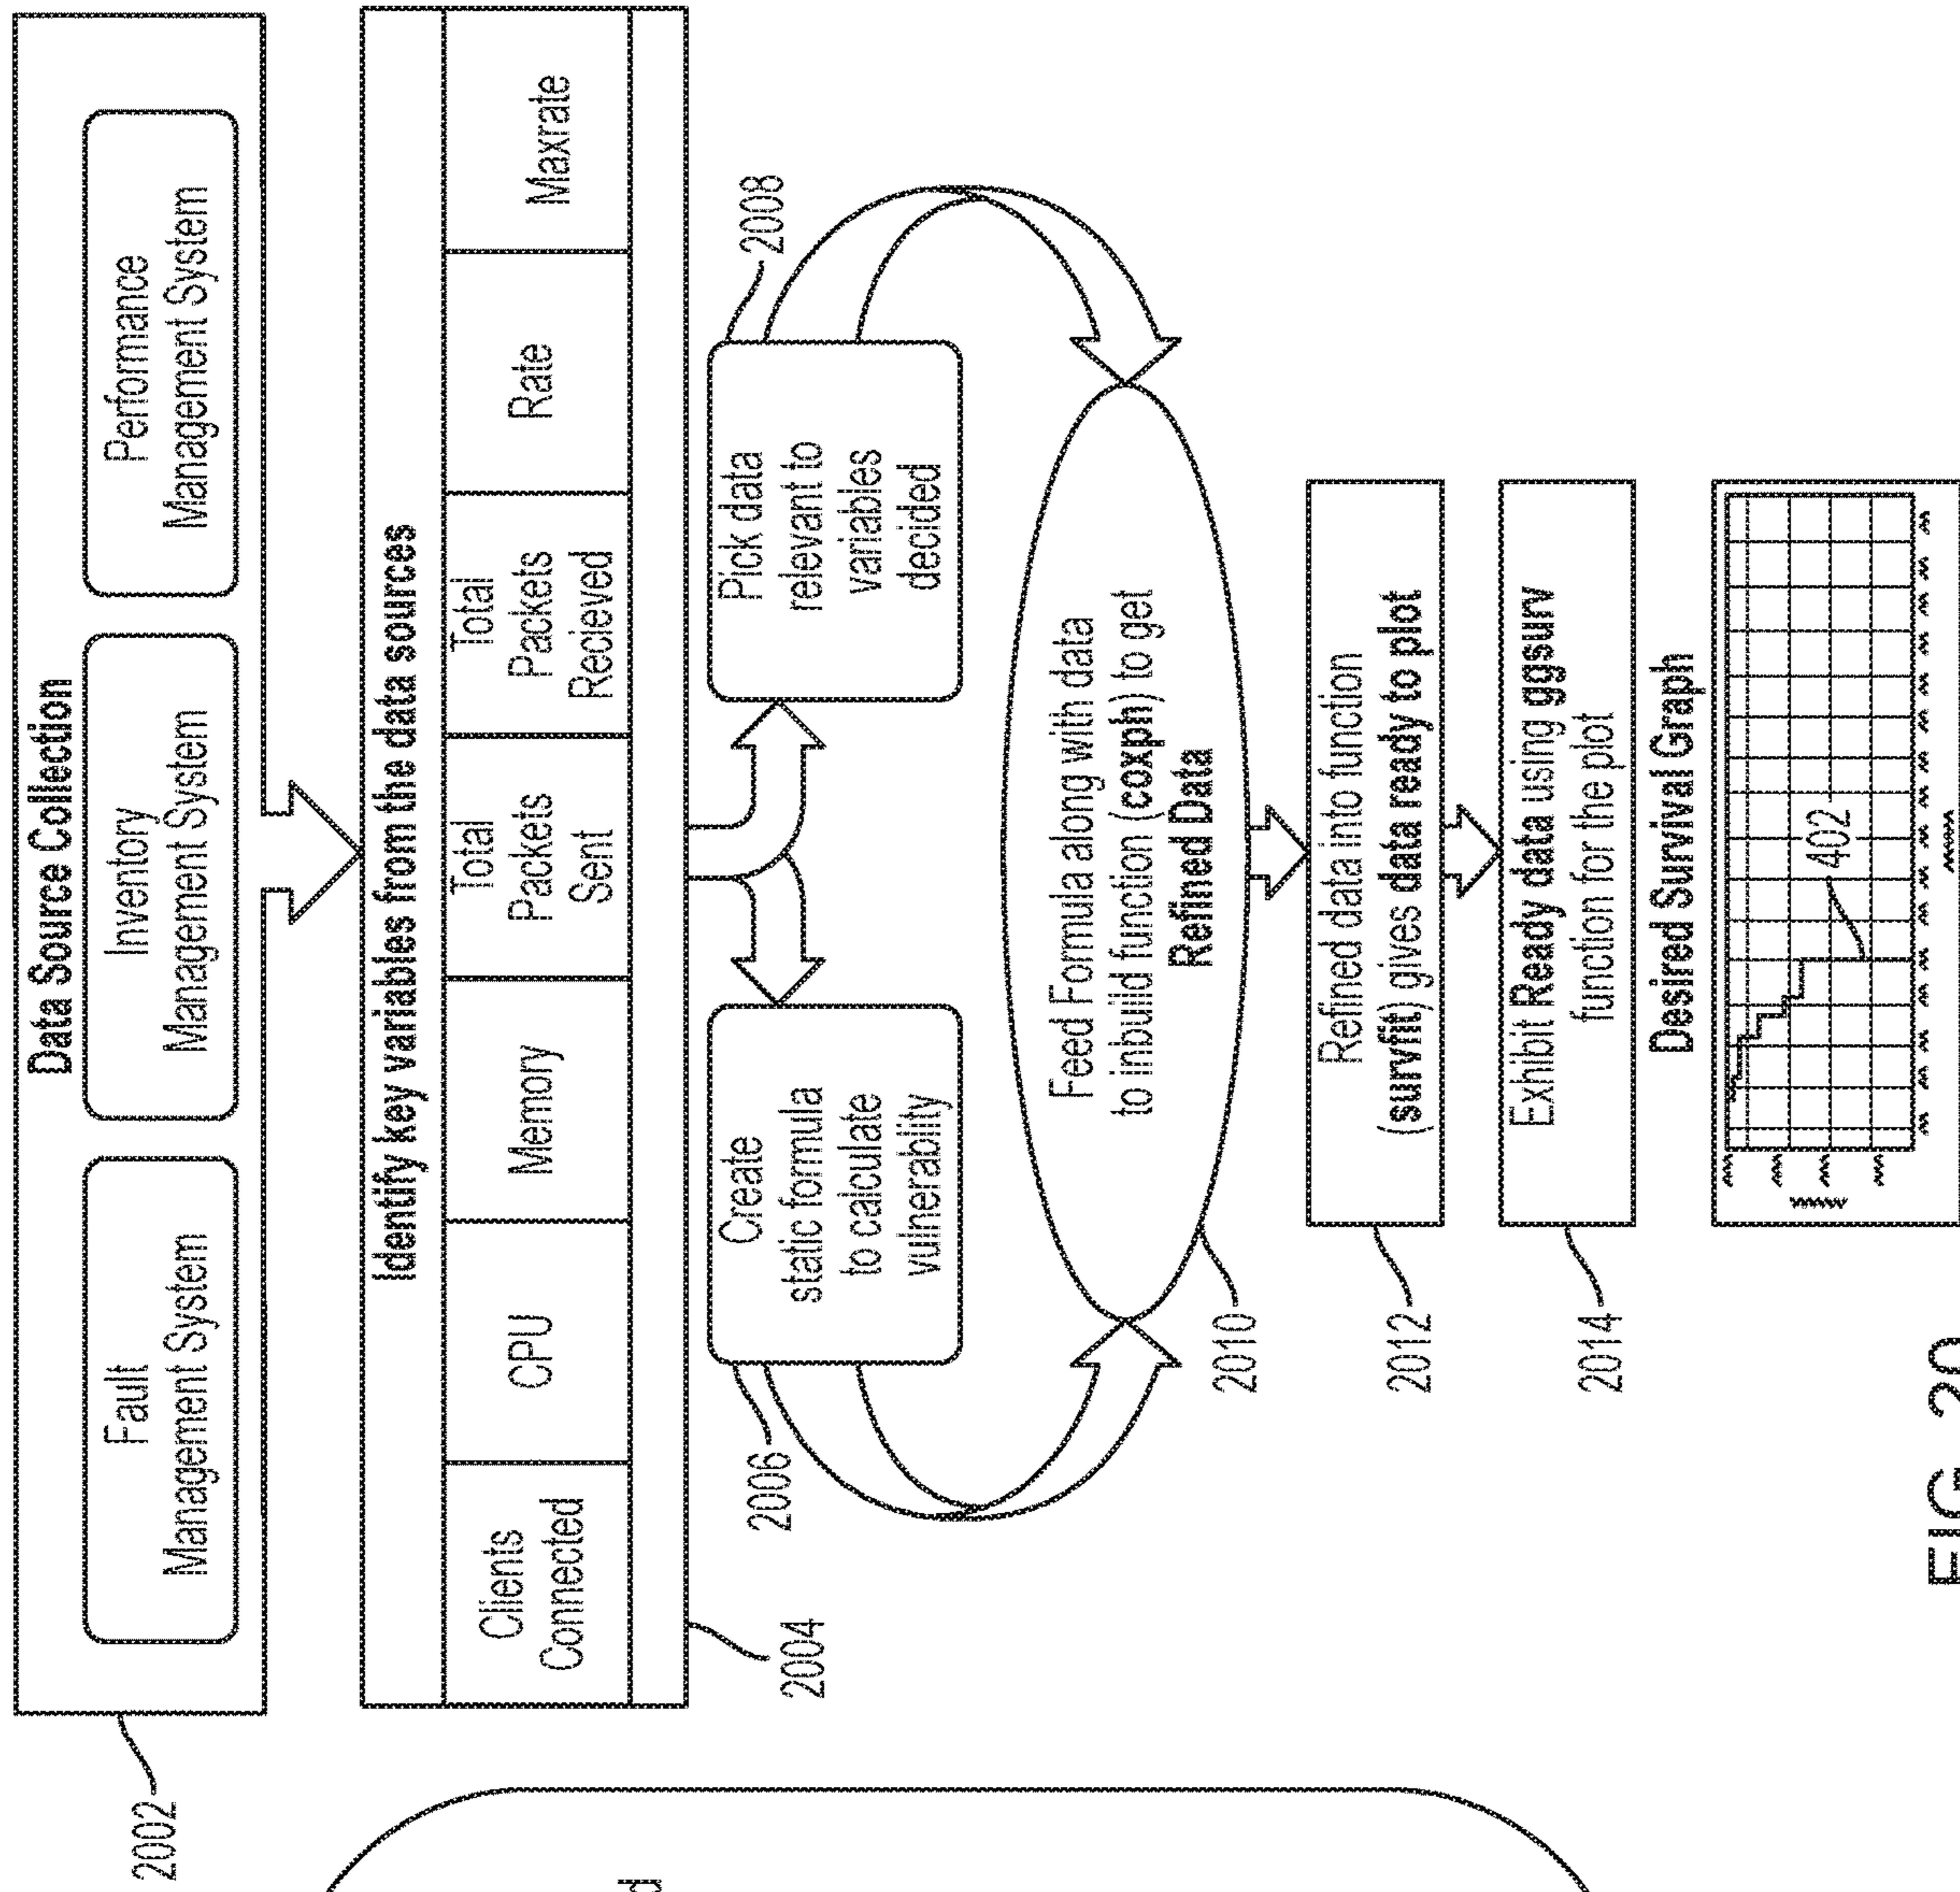 Data Source Collection
Fault
Management System
Inventory
Management System
Performance
Management System
2002
Identify key variables from the data sources
Clients
Connected
CPU
Memory
Total
Packets
Sent
Total
Packets
Recieved
Rate
Maxrate
2004
Create
static formula
to calculate
vulnerability
2006
Pick data
relevant to
variables
decided
2008
Feed Formula along with data
to inbuild function (coxph) to get
Refined Data
2010
Refined data into function
(survfit) gives data ready to plot
2012
Exhibit Ready data using ggsurv
function for the plot
2014
Desired Survival Graph
402
FIG. 20